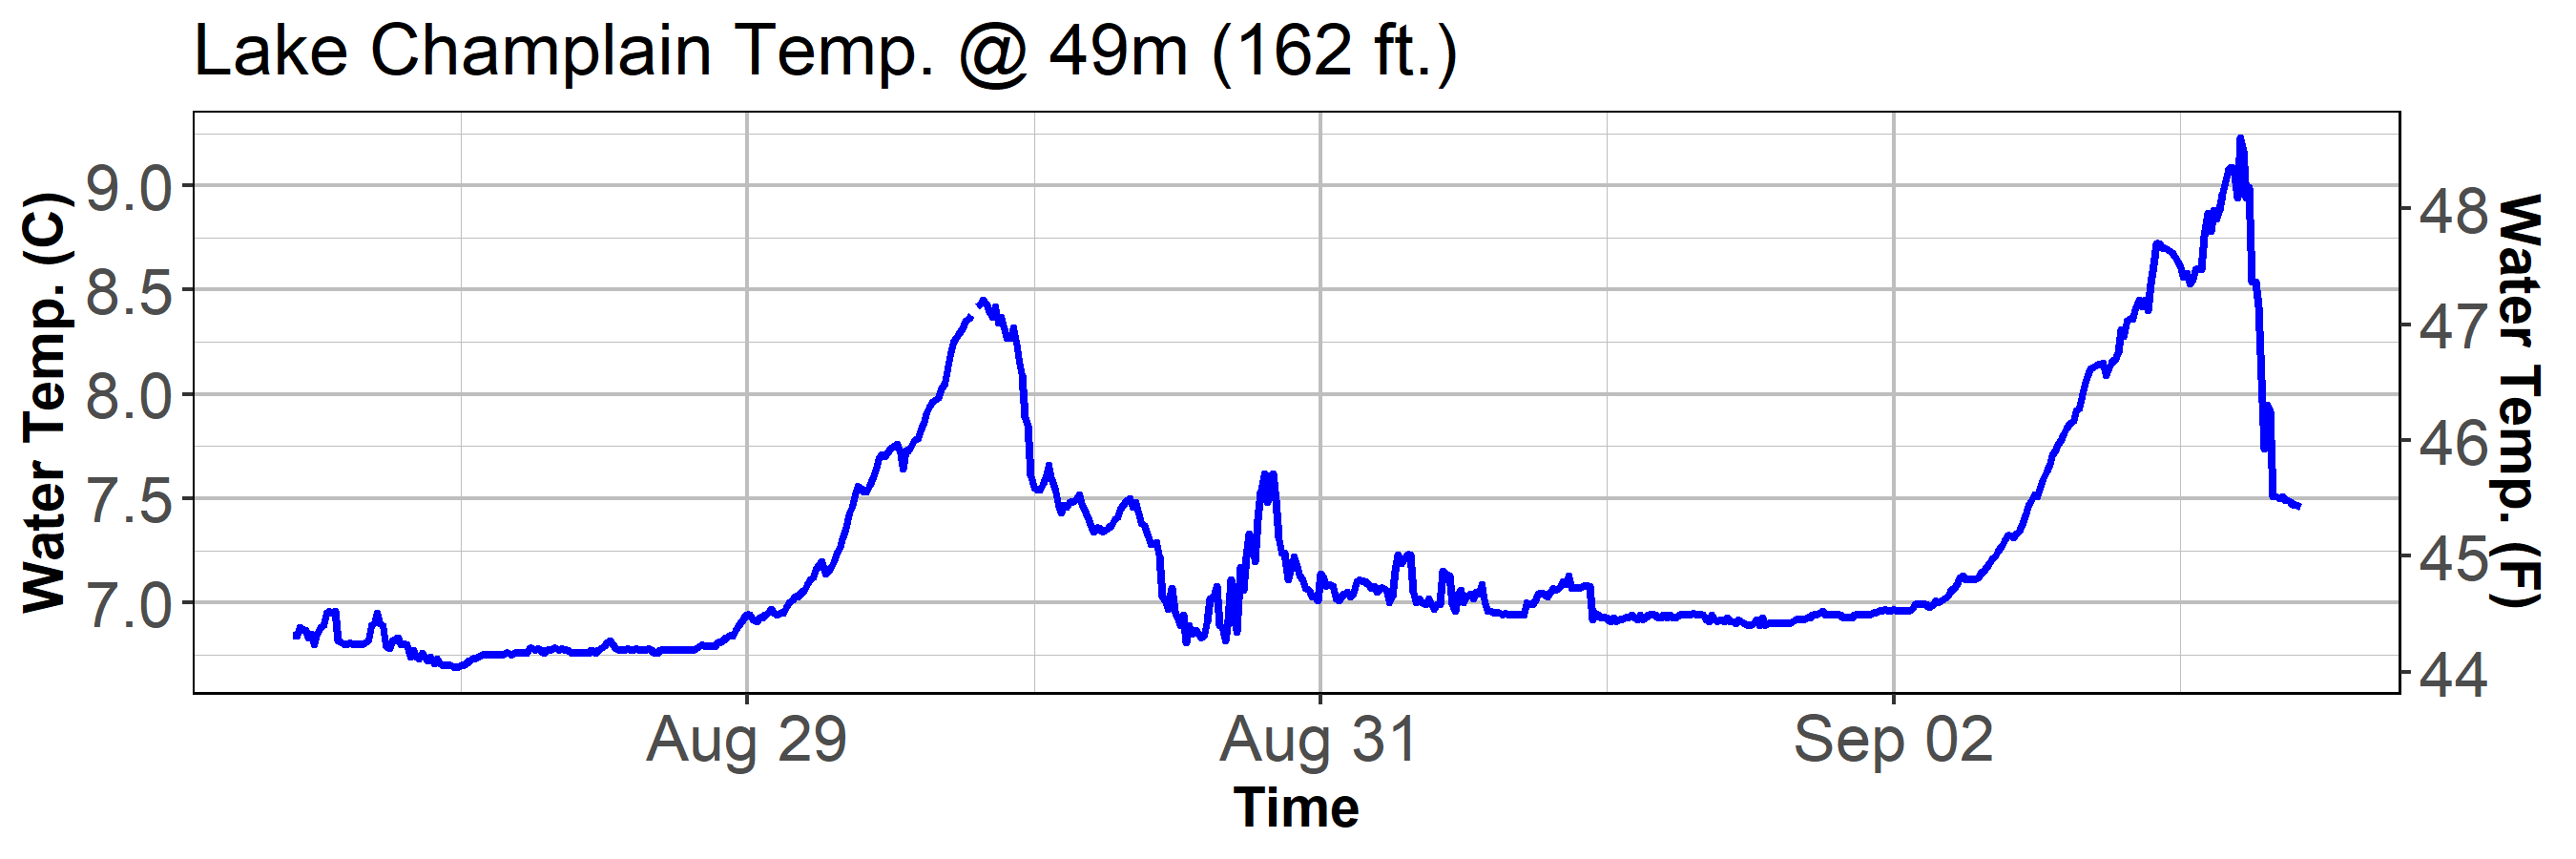 Lake Champlain Temp. @ 49m (162 ft.)
Water Temp. (C)
9.0
8.5
8.0
7.5
7.0
48
47
46
45
44
Water Temp. (F)
Aug 29 Aug 31 Sep 02
Time